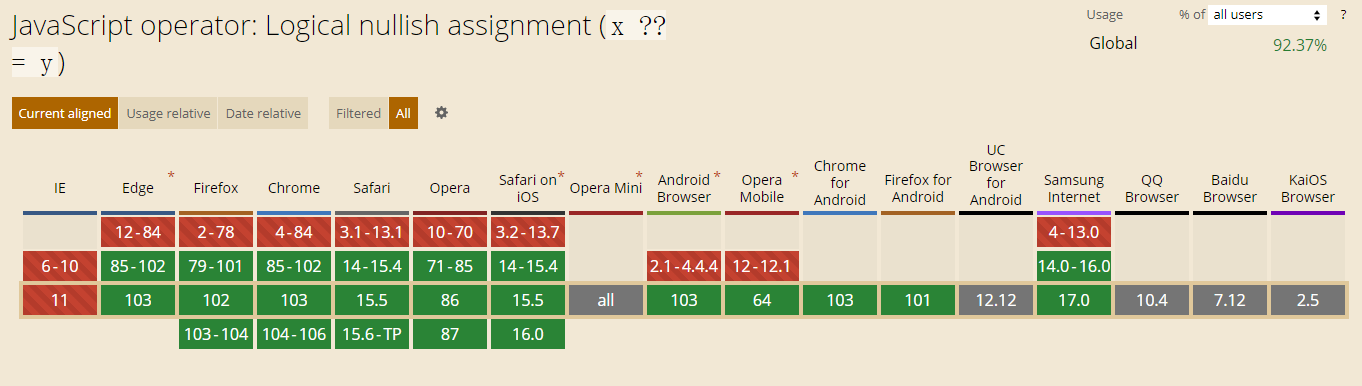 JavaScript operator: Logical nullish assignment (x ??
= y)
Usage % of all users ?
Global 92.37%
Current aligned Usage relative Date relative Filtered All
IE Edge * Firefox Chrome Safari Opera Safari on iOS * Opera Mini * Android Browser * Opera Mobile * Chrome for Android Firefox for Android UC Browser for Android Samsung Internet QQ Browser Baidu Browser KaiOS Browser
12-84 2-78 4-84 3.1-13.1 10-70 3.2-13.7 4-13.0
6-10 85-102 79-101 85-102 14-15.4 71-85 14-15.4 2.1-4.4.4 12-12.1 14.0-16.0
11 103 102 103 15.5 86 15.5 all 103 64 103 101 12.12 17.0 10.4 7.12 2.5
103-104 104-106 15.6-TP 87 16.0